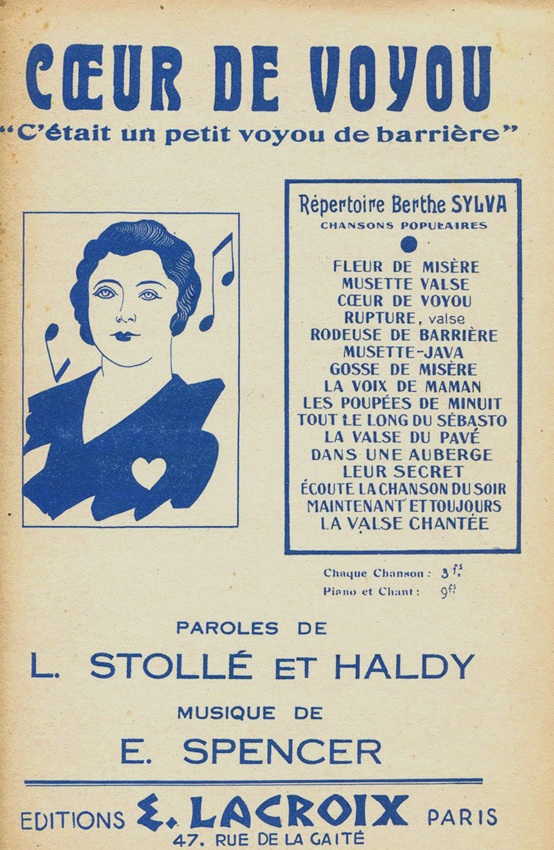 CŒUR DE VOYOU
"C'était un petit voyou de barrière"
Répertoire Berthe SYLVA
CHANSONS POPULAIRES
FLEUR DE MISÈRE
MUSETTE VALSE
CŒUR DE VOYOU
RUPTURE, valse
RODEUSE DE BARRIÈRE
MUSETTE-JAVA
GOSSE DE MISÈRE
LA VOIX DE MAMAN
LES POUPÉES DE MINUIT
TOUT LE LONG DU SÉBASTO
LA VALSE DU PAVÉ
DANS UNE AUBERGE
LEUR SECRET
ÉCOUTE LA CHANSON DU SOIR
MAINTENANT ET TOUJOURS
LA VALSE CHANTÉE
Chaque Chanson: 3 fs
Piano et Chant: 9 fs
PAROLES DE
L. STOLLÉ ET HALDY
MUSIQUE DE
E. SPENCER
EDITIONS E. LACROIX PARIS
47. RUE DE LA GAITÉ